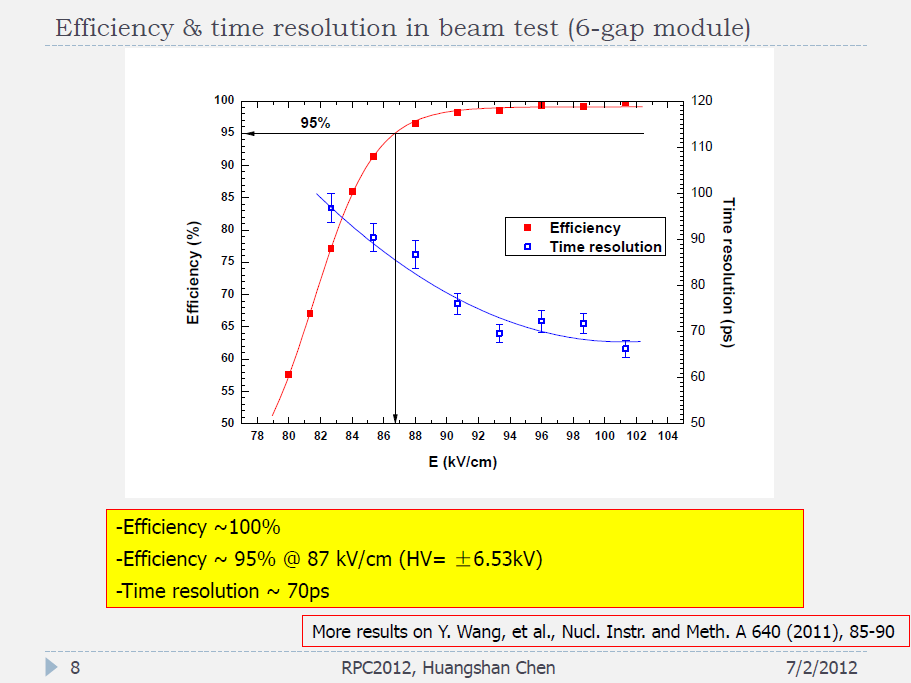 Efficiency & time resolution in beam test (6-gap module)
100
95
90
85
80
75
70
65
60
55
50
Efficiency (%)
95%
Efficiency
Time resolution
120
110
100
90
80
70
60
50
Time resolution (ps)
78 80 82 84 86 88 90 92 94 96 98 100 102 104
E (kV/cm)
-Efficiency ~100%
-Efficiency ~ 95% @ 87 kV/cm (HV= ±6.53kV)
-Time resolution ~ 70ps
More results on Y. Wang, et al., Nucl. Instr. and Meth. A 640 (2011), 85-90
8 RPC2012, Huangshan Chen 7/2/2012